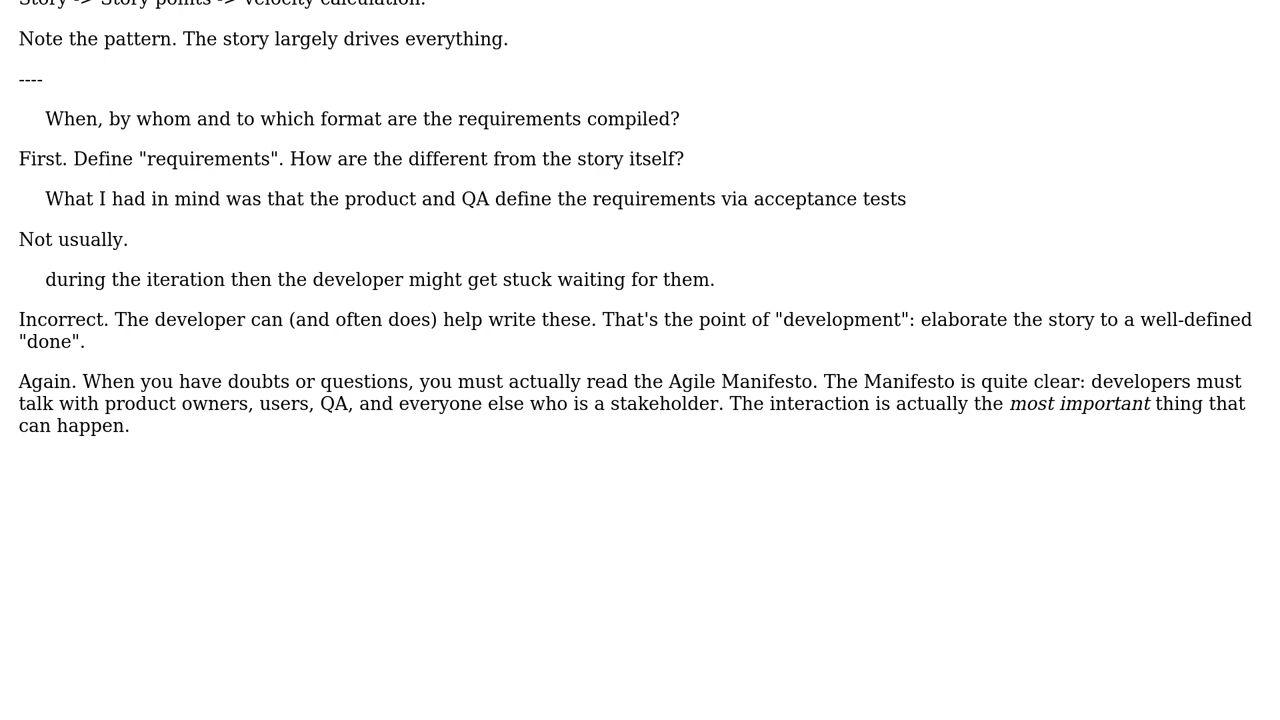 Story -> Story points -> velocity calculation.
Note the pattern. The story largely drives everything.
----
When, by whom and to which format are the requirements compiled?
First. Define "requirements". How are the different from the story itself?
What I had in mind was that the product and QA define the requirements via acceptance tests
Not usually.
during the iteration then the developer might get stuck waiting for them.
Incorrect. The developer can (and often does) help write these. That's the point of "development": elaborate the story to a well-defined
"done".
Again. When you have doubts or questions, you must actually read the Agile Manifesto. The Manifesto is quite clear: developers must
talk with product owners, users, QA, and everyone else who is a stakeholder. The interaction is actually the most important thing that
can happen.